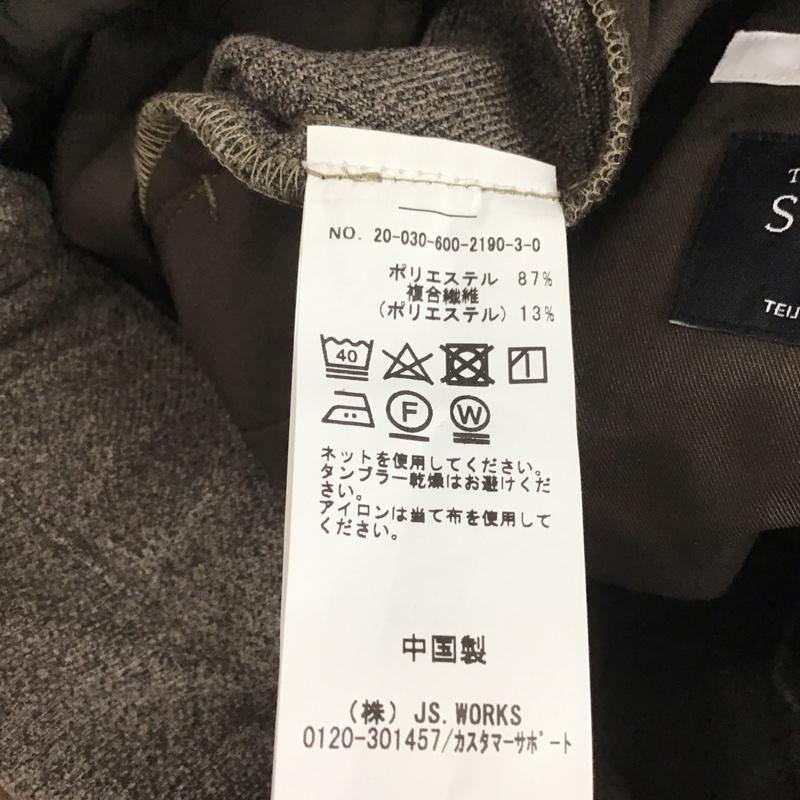 NO. 20-030-600-2190-3-0
ポリエステル 87%
複合繊維
(ポリエステル) 13%
40
F W
ネットを使用してください。
タンブラー乾燥はお避けくだ
さい。
アイロンは当て布を使用して
ください。
中国製
(株) JS.WORKS
0120-301457/カスタマーサポート